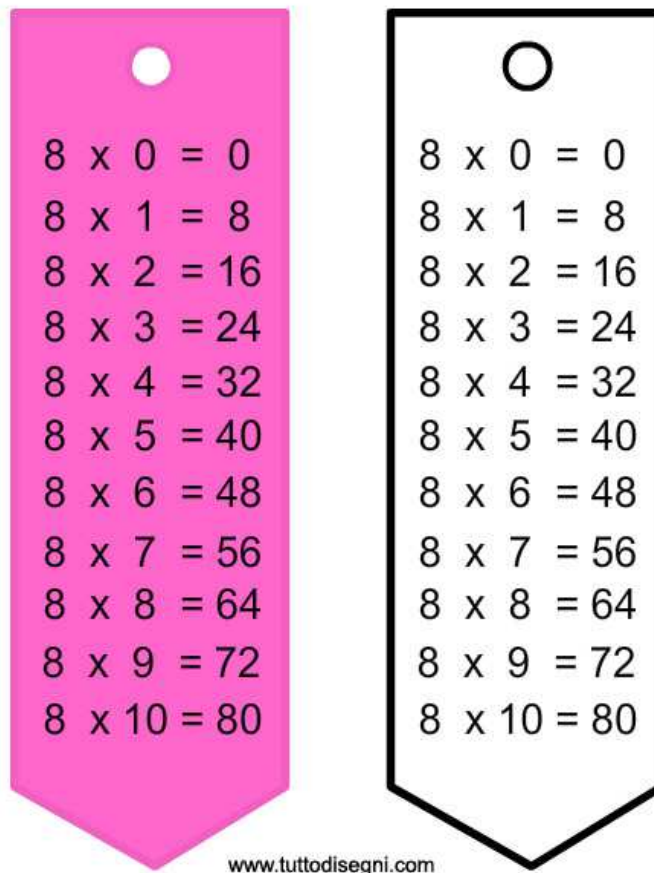 8 x 0 = 0
8 x 1 = 8
8 x 2 = 16
8 x 3 = 24
8 x 4 = 32
8 x 5 = 40
8 x 6 = 48
8 x 7 = 56
8 x 8 = 64
8 x 9 = 72
8 x 10 = 80
8 x 0 = 0
8 x 1 = 8
8 x 2 = 16
8 x 3 = 24
8 x 4 = 32
8 x 5 = 40
8 x 6 = 48
8 x 7 = 56
8 x 8 = 64
8 x 9 = 72
8 x 10 = 80
www.tuttodisegni.com